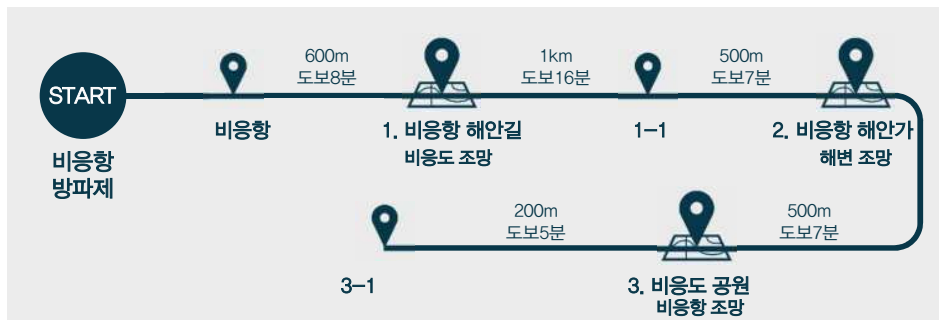 START
비응항
방파제
비응항
600m
도보8분
1. 비응항 해안길
비응도 조망
1km
도보16분
1-1
500m
도보7분
2. 비응항 해안가
해변 조망
500m
도보7분
3. 비응도 공원
비응항 조망
200m
도보5분
3-1